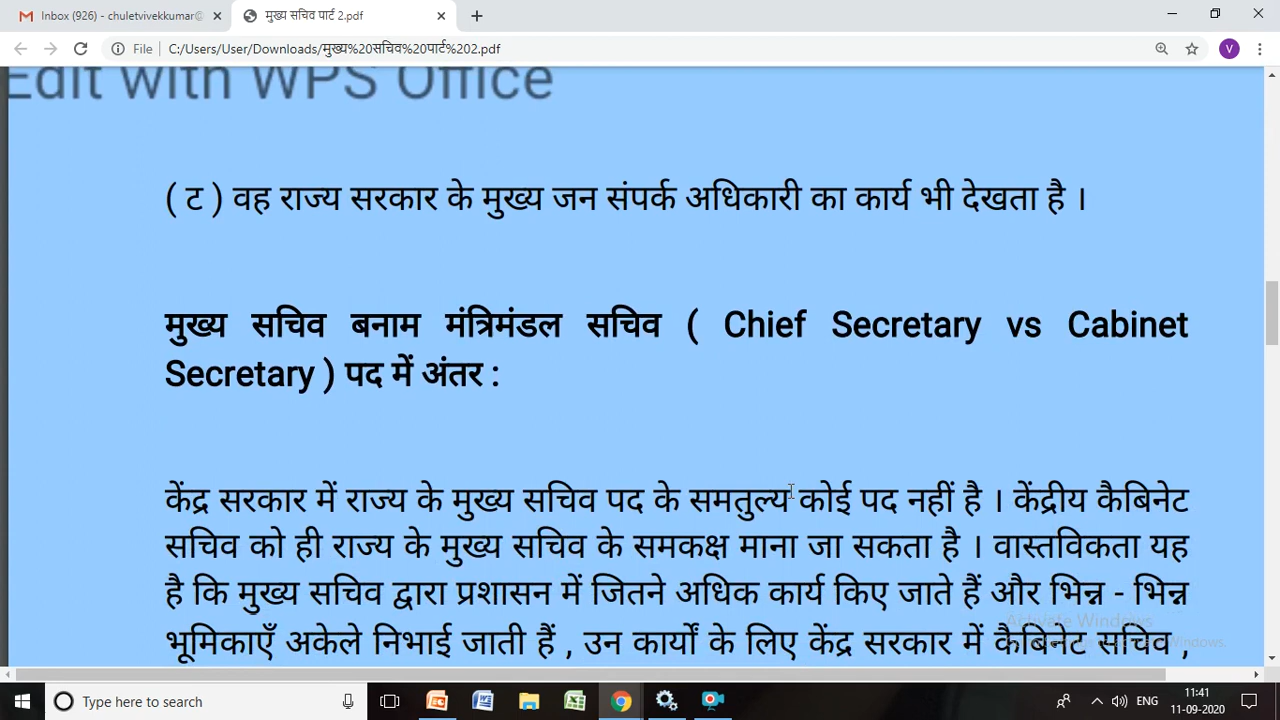 Inbox (926) - chuletvivekkumar@
मुख्य सचिव पार्ट 2.pdf
File
C:/Users/User/Downloads/मुख्य%20सचिव%20पार्ट%202.pdf
V
Edit with WPS Office
( ट ) वह राज्य सरकार के मुख्य जन संपर्क अधिकारी का कार्य भी देखता है ।
मुख्य सचिव बनाम मंत्रिमंडल सचिव ( Chief Secretary vs Cabinet
Secretary ) पद में अंतर :
केंद्र सरकार में राज्य के मुख्य सचिव पद के समतुल्य कोई पद नहीं है । केंद्रीय कैबिनेट
सचिव को ही राज्य के मुख्य सचिव के समकक्ष माना जा सकता है । वास्तविकता यह
है कि मुख्य सचिव द्वारा प्रशासन में जितने अधिक कार्य किए जाते हैं और भिन्न - भिन्न
भूमिकाएँ अकेले निभाई जाती हैं , उन कार्यों के लिए केंद्र सरकार में कैबिनेट सचिव ,
Activate Windows
Windows.
Type here to search
ENG
11:41
11-09-2020